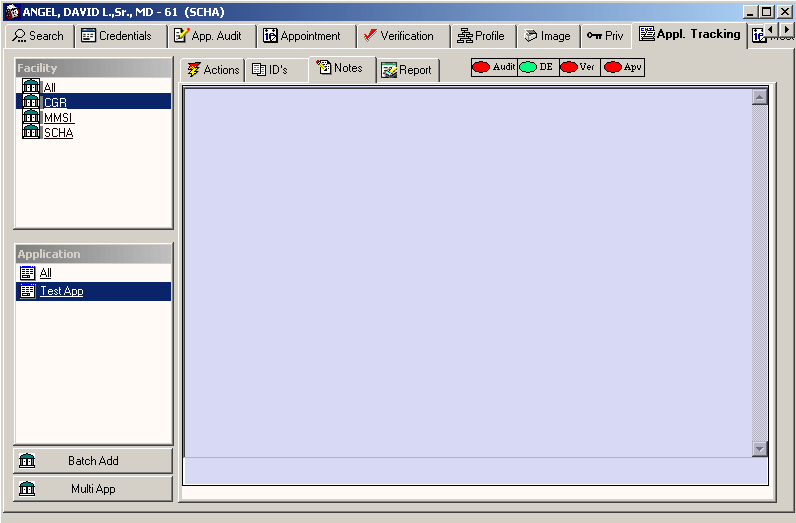 ANGEL, DAVID L.,Sr., MD - 61 (SCHA)
Search Credentials App. Audit Appointment Verification Profile Image Priv Appl. Tracking
Facility
All
CGR
MMSI
SCHA
Actions ID's Notes Report
Audit DE Ver Apv
Application
All
Test App
Batch Add
Multi App